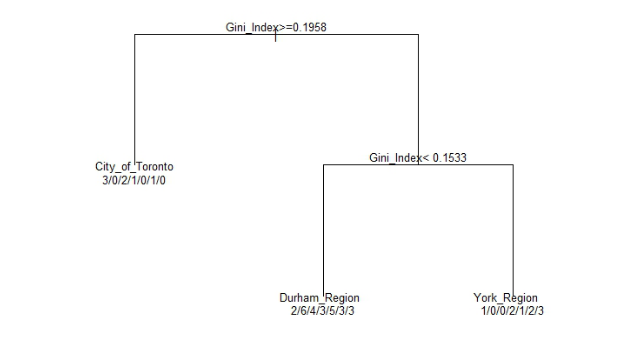 Gini_Index>=0.1958
City_of_Toronto
3/0/2/1/0/1/0
Gini_Index< 0.1533
Durham_Region
2/6/4/3/5/3/3
York_Region
1/0/0/2/1/2/3